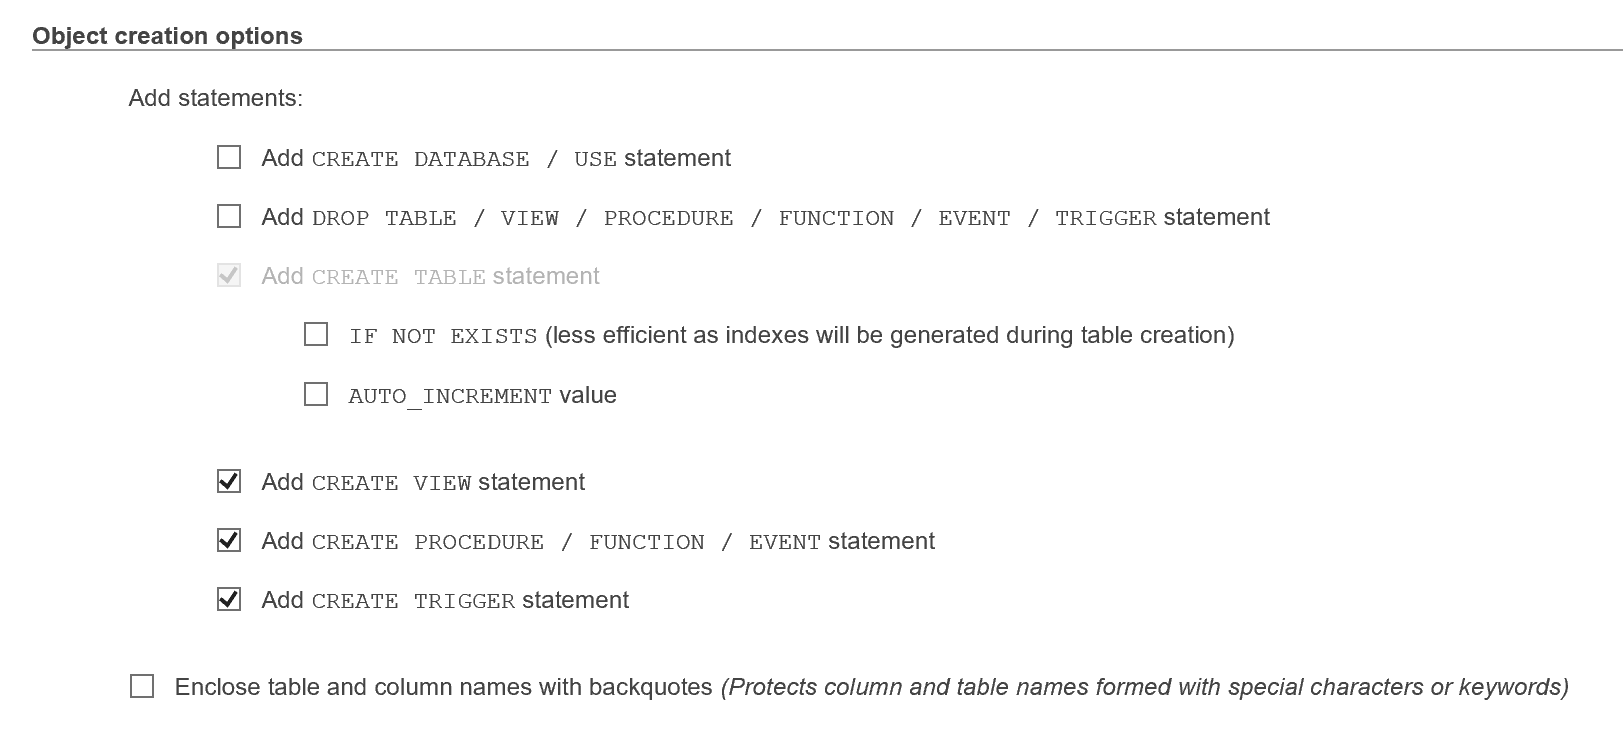 Object creation options
Add statements:
Add CREATE DATABASE / USE statement
Add DROP TABLE / VIEW / PROCEDURE / FUNCTION / EVENT / TRIGGER statement
Add CREATE TABLE statement
IF NOT EXISTS (less efficient as indexes will be generated during table creation)
AUTO_INCREMENT value
Add CREATE VIEW statement
Add CREATE PROCEDURE / FUNCTION / EVENT statement
Add CREATE TRIGGER statement
Enclose table and column names with backquotes (Protects column and table names formed with special characters or keywords)